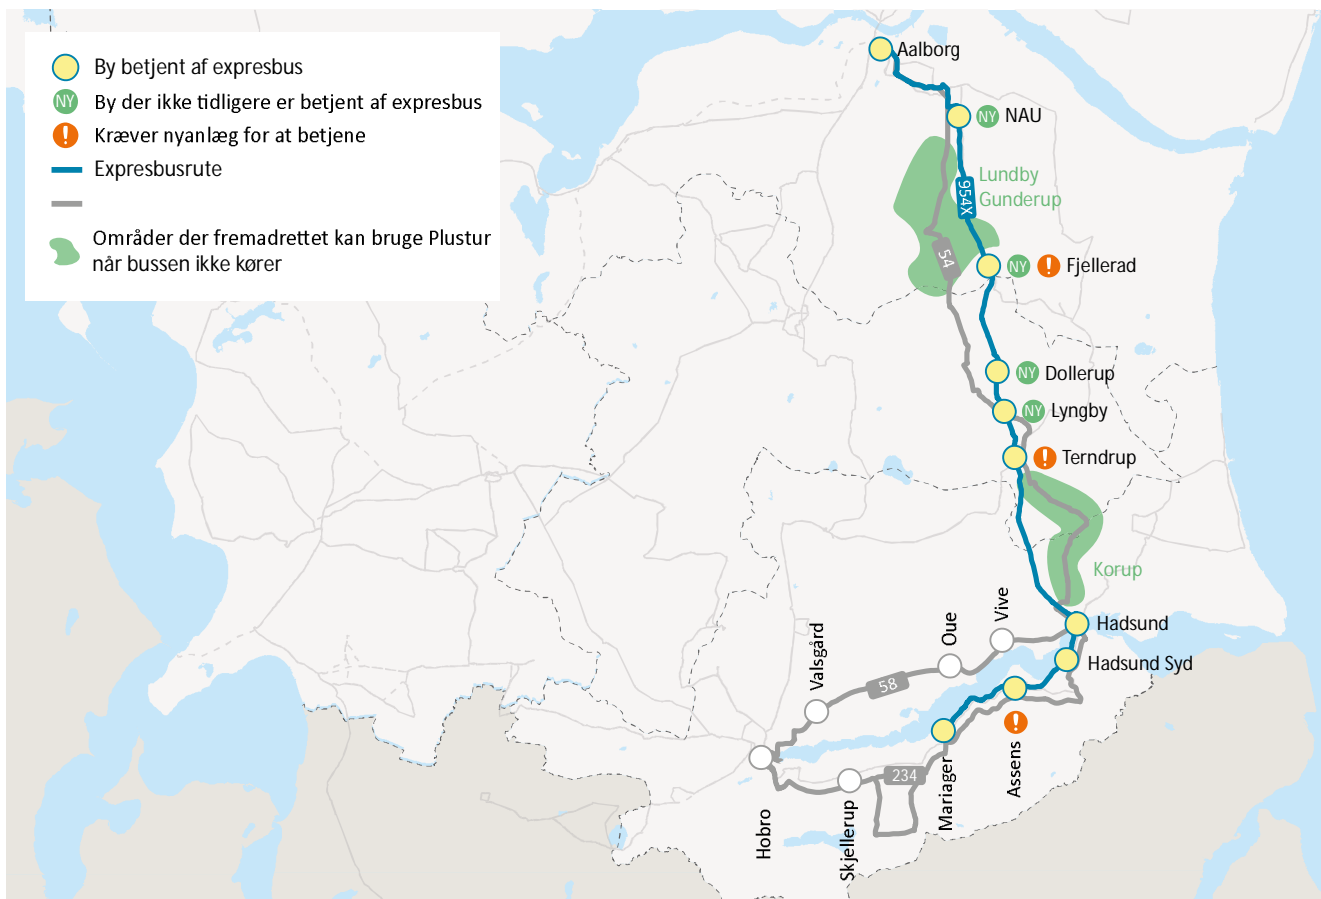 By betjent af expresbus
NY By der ikke tidligere er betjent af expresbus
! Kræver nyanlæg for at betjene
Expresbusrute
Områder der fremadrettet kan bruge Plustur
når bussen ikke kører
Aalborg
NY NAU
Lundby
Gunderup
954X
54
NY ! Fjellerad
NY Dollerup
NY Lyngby
! Terndrup
Korup
Hadsund
Hadsund Syd
Vive
Oue
Valsgård
58
!
Assens
Mariager
234
Skjellerup
Hobro